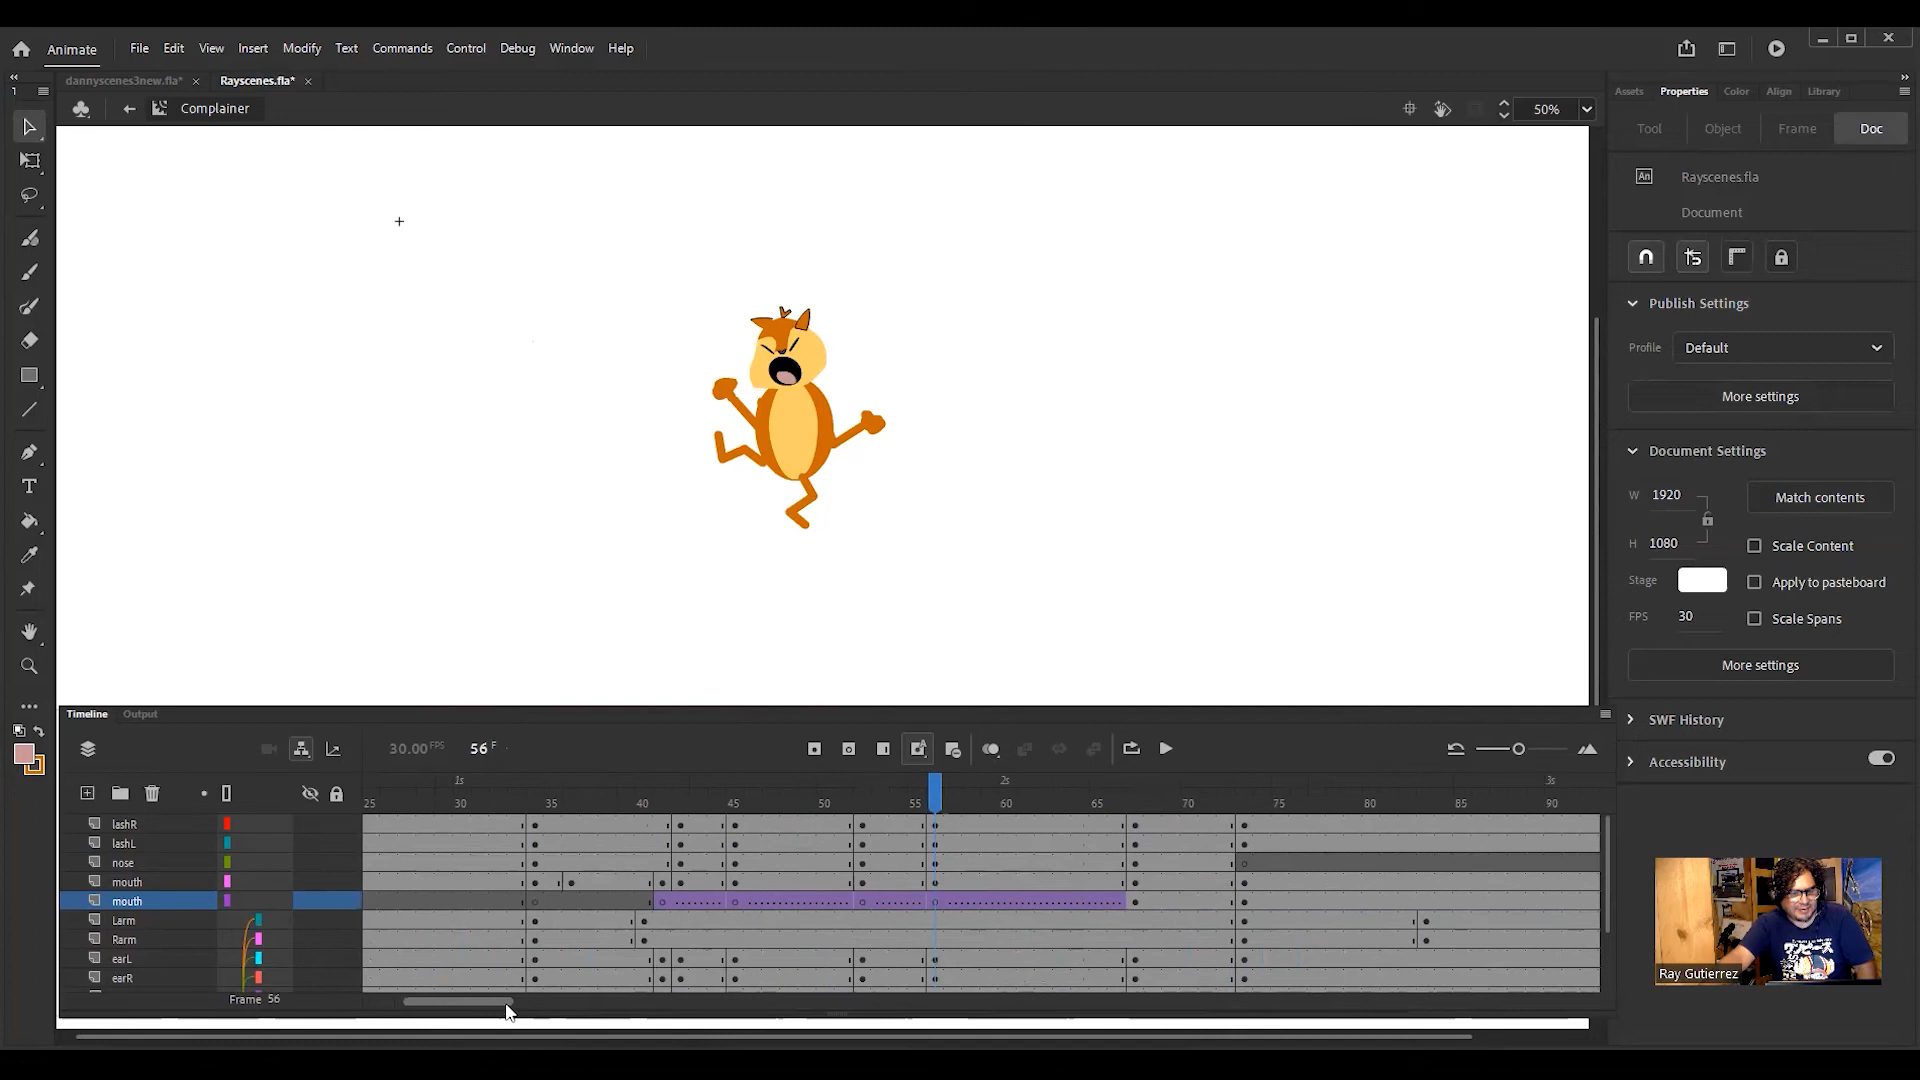 Animate File Edit View Insert Modify Text Commands Control Debug Window Help
dannyscenes3new.fla* × Rayscenes.fla* ×
1 Assets Properties Color Align Library
Complainer 50%
Tool Object Frame Doc
An Rayscenes.fla
Document
Publish Settings
Profile Default
More settings
Document Settings
W 1920 Match contents
H 1080 Scale Content
Stage Apply to pasteboard
FPS 30 Scale Spans
More settings
SWF History
Accessibility
Timeline Output
30.00 FPS 56 F
1s 2s 3s
25 30 35 40 45 50 55 60 65 70 75 80 85 90
lashR
lashL
nose
mouth
mouth
Larm
Rarm
earL
earR
Frame 56
Ray Gutierrez